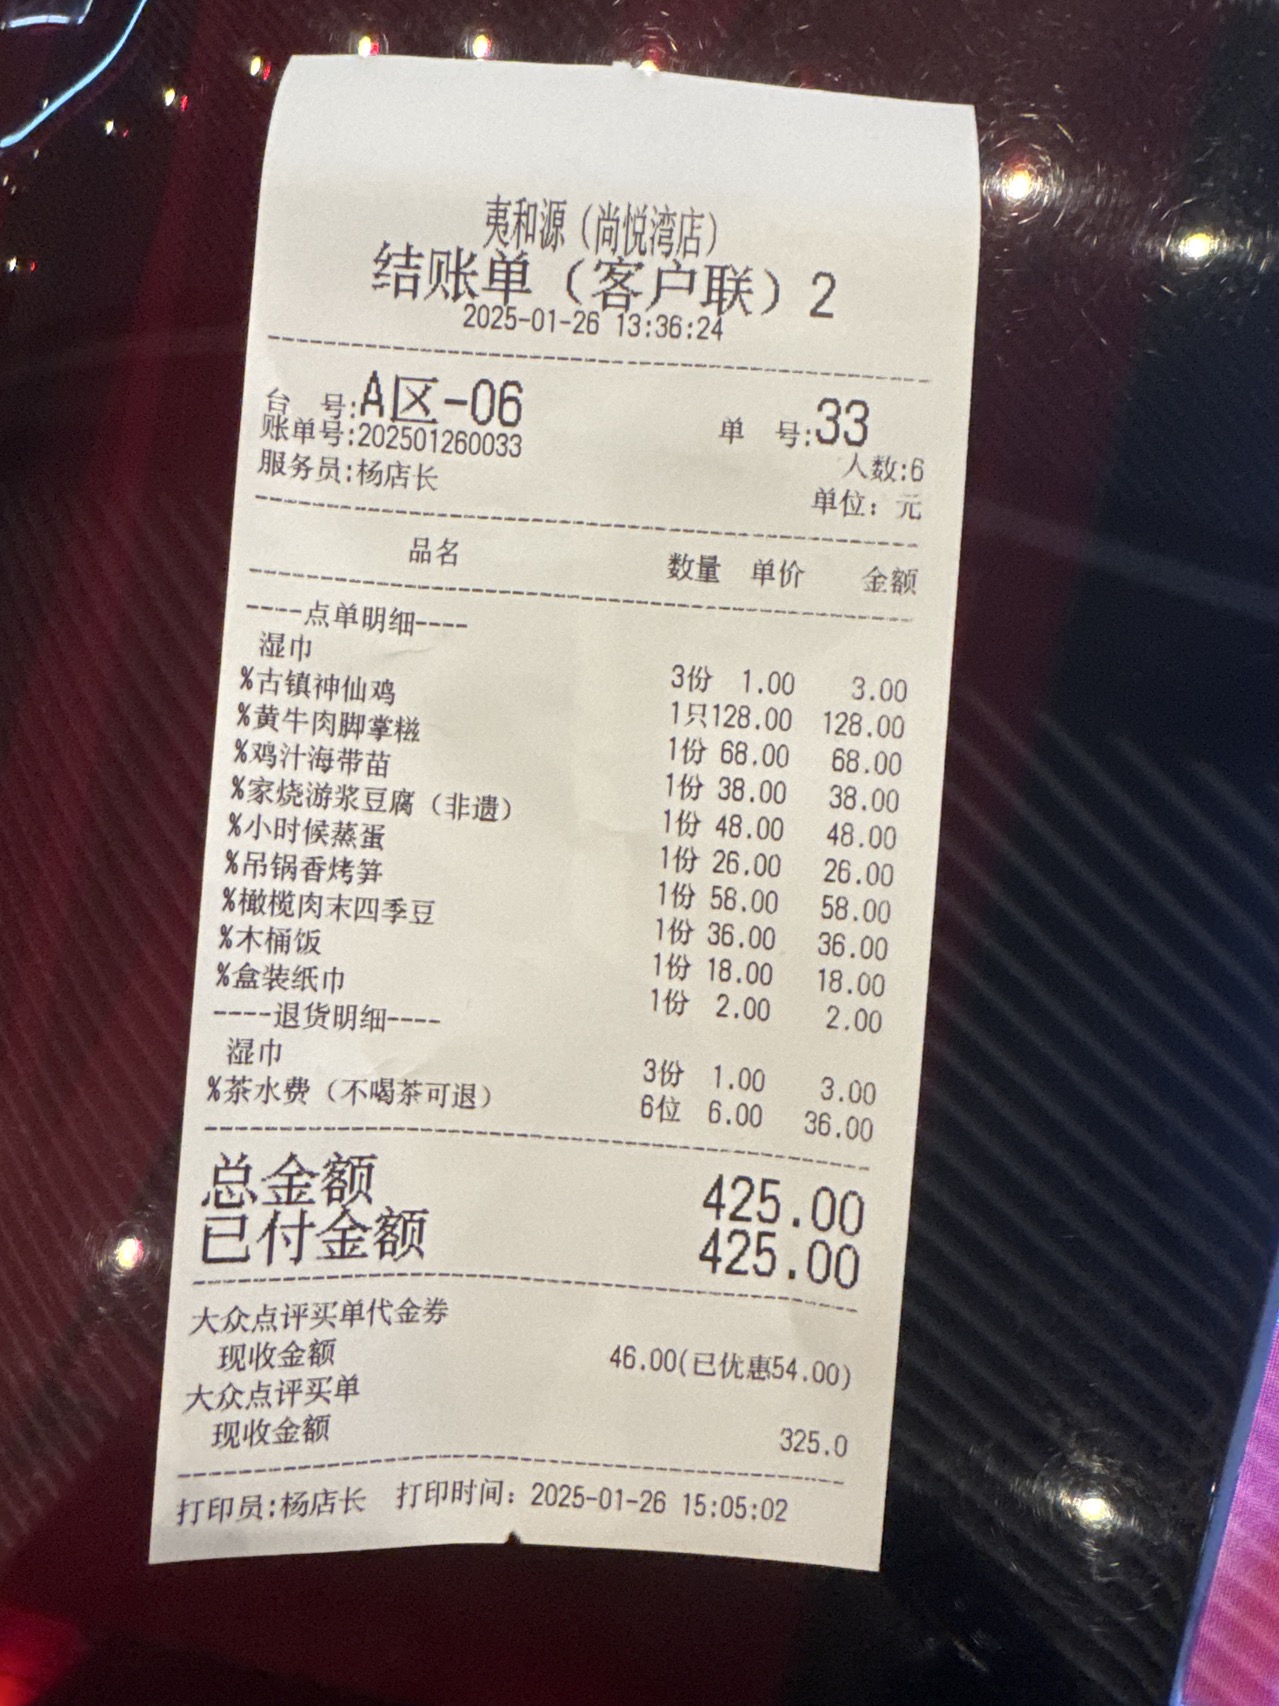 夷和源（尚悦湾店）
结账单（客户联）2
2025-01-26 13:36:24
台 号:A区-06 单 号:33
账单号:202501260033 人数:6
服务员:杨店长 单位：元
品名 数量 单价 金额
----点单明细----
湿巾 3份 1.00 3.00
%古镇神仙鸡 1只128.00 128.00
%黄牛肉脚掌糍 1份 68.00 68.00
%鸡汁海带苗 1份 38.00 38.00
%家烧游浆豆腐（非遗） 1份 48.00 48.00
%小时候蒸蛋 1份 26.00 26.00
%吊锅香烤笋 1份 58.00 58.00
%橄榄肉末四季豆 1份 36.00 36.00
%木桶饭 1份 18.00 18.00
%盒装纸巾 1份 2.00 2.00
----退货明细----
湿巾 3份 1.00 3.00
%茶水费（不喝茶可退） 6位 6.00 36.00
总金额 425.00
已付金额 425.00
大众点评买单代金券
现收金额 46.00(已优惠54.00)
大众点评买单
现收金额 325.0
打印员:杨店长 打印时间：2025-01-26 15:05:02